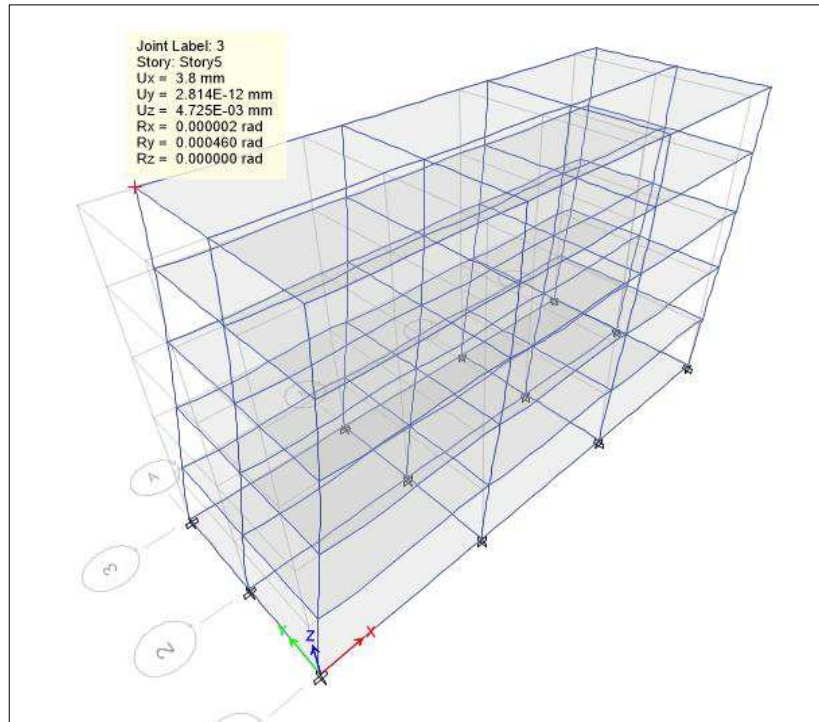 Joint Label: 3
Story: Story5
Ux = 3.8 mm
Uy = 2.814E-12 mm
Uz = 4.725E-03 mm
Rx = 0.000002 rad
Ry = 0.000460 rad
Rz = 0.000000 rad
4
3
2
Y
Z
X